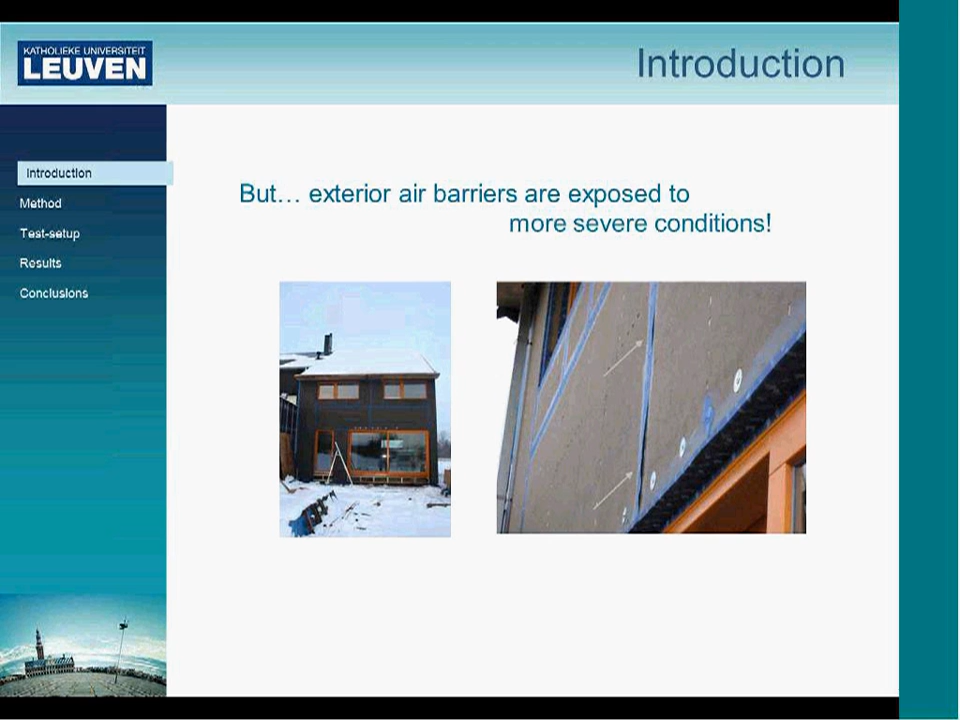 KATHOLIEKE UNIVERSITEIT
LEUVEN
Introduction
Introduction
Method
Test-setup
Results
Conclusions
But… exterior air barriers are exposed to
more severe conditions!